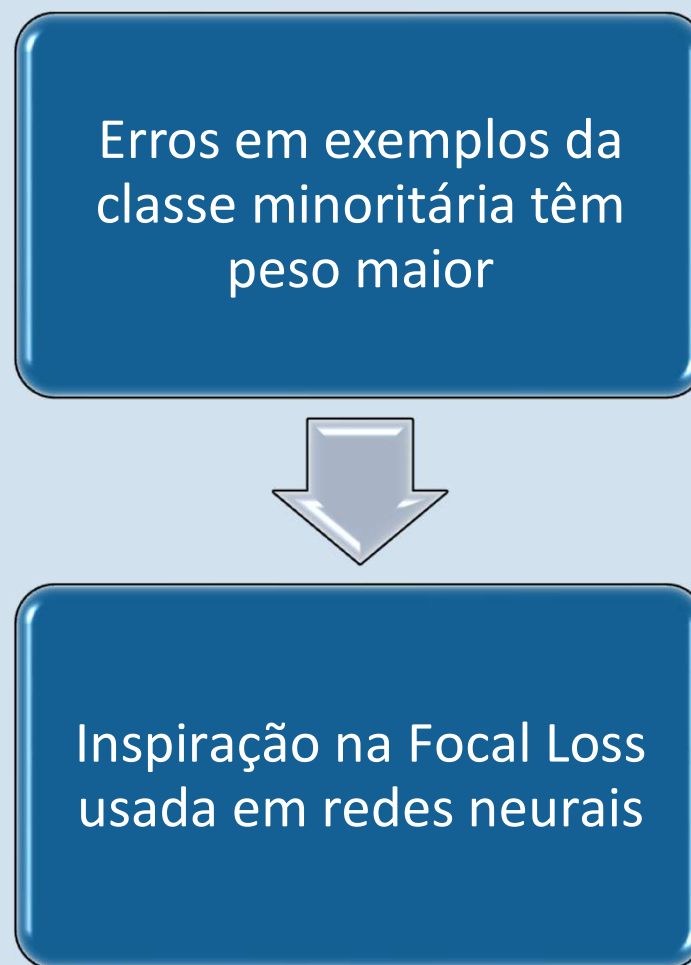 Erros em exemplos da
classe minoritária têm
peso maior
Inspiração na Focal Loss
usada em redes neurais